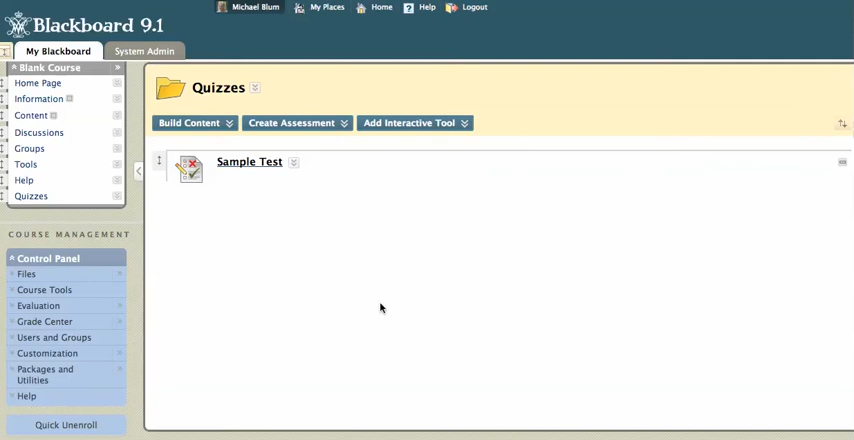 Michael Blum My Places Home Help Logout
Blackboard 9.1
My Blackboard System Admin
Blank Course
Home Page
Information
Content
Discussions
Groups
Tools
Help
Quizzes
COURSE MANAGEMENT
Control Panel
Files
Course Tools
Evaluation
Grade Center
Users and Groups
Customization
Packages and
Utilities
Help
Quick Unenroll
Quizzes
Build Content Create Assessment Add Interactive Tool
Sample Test